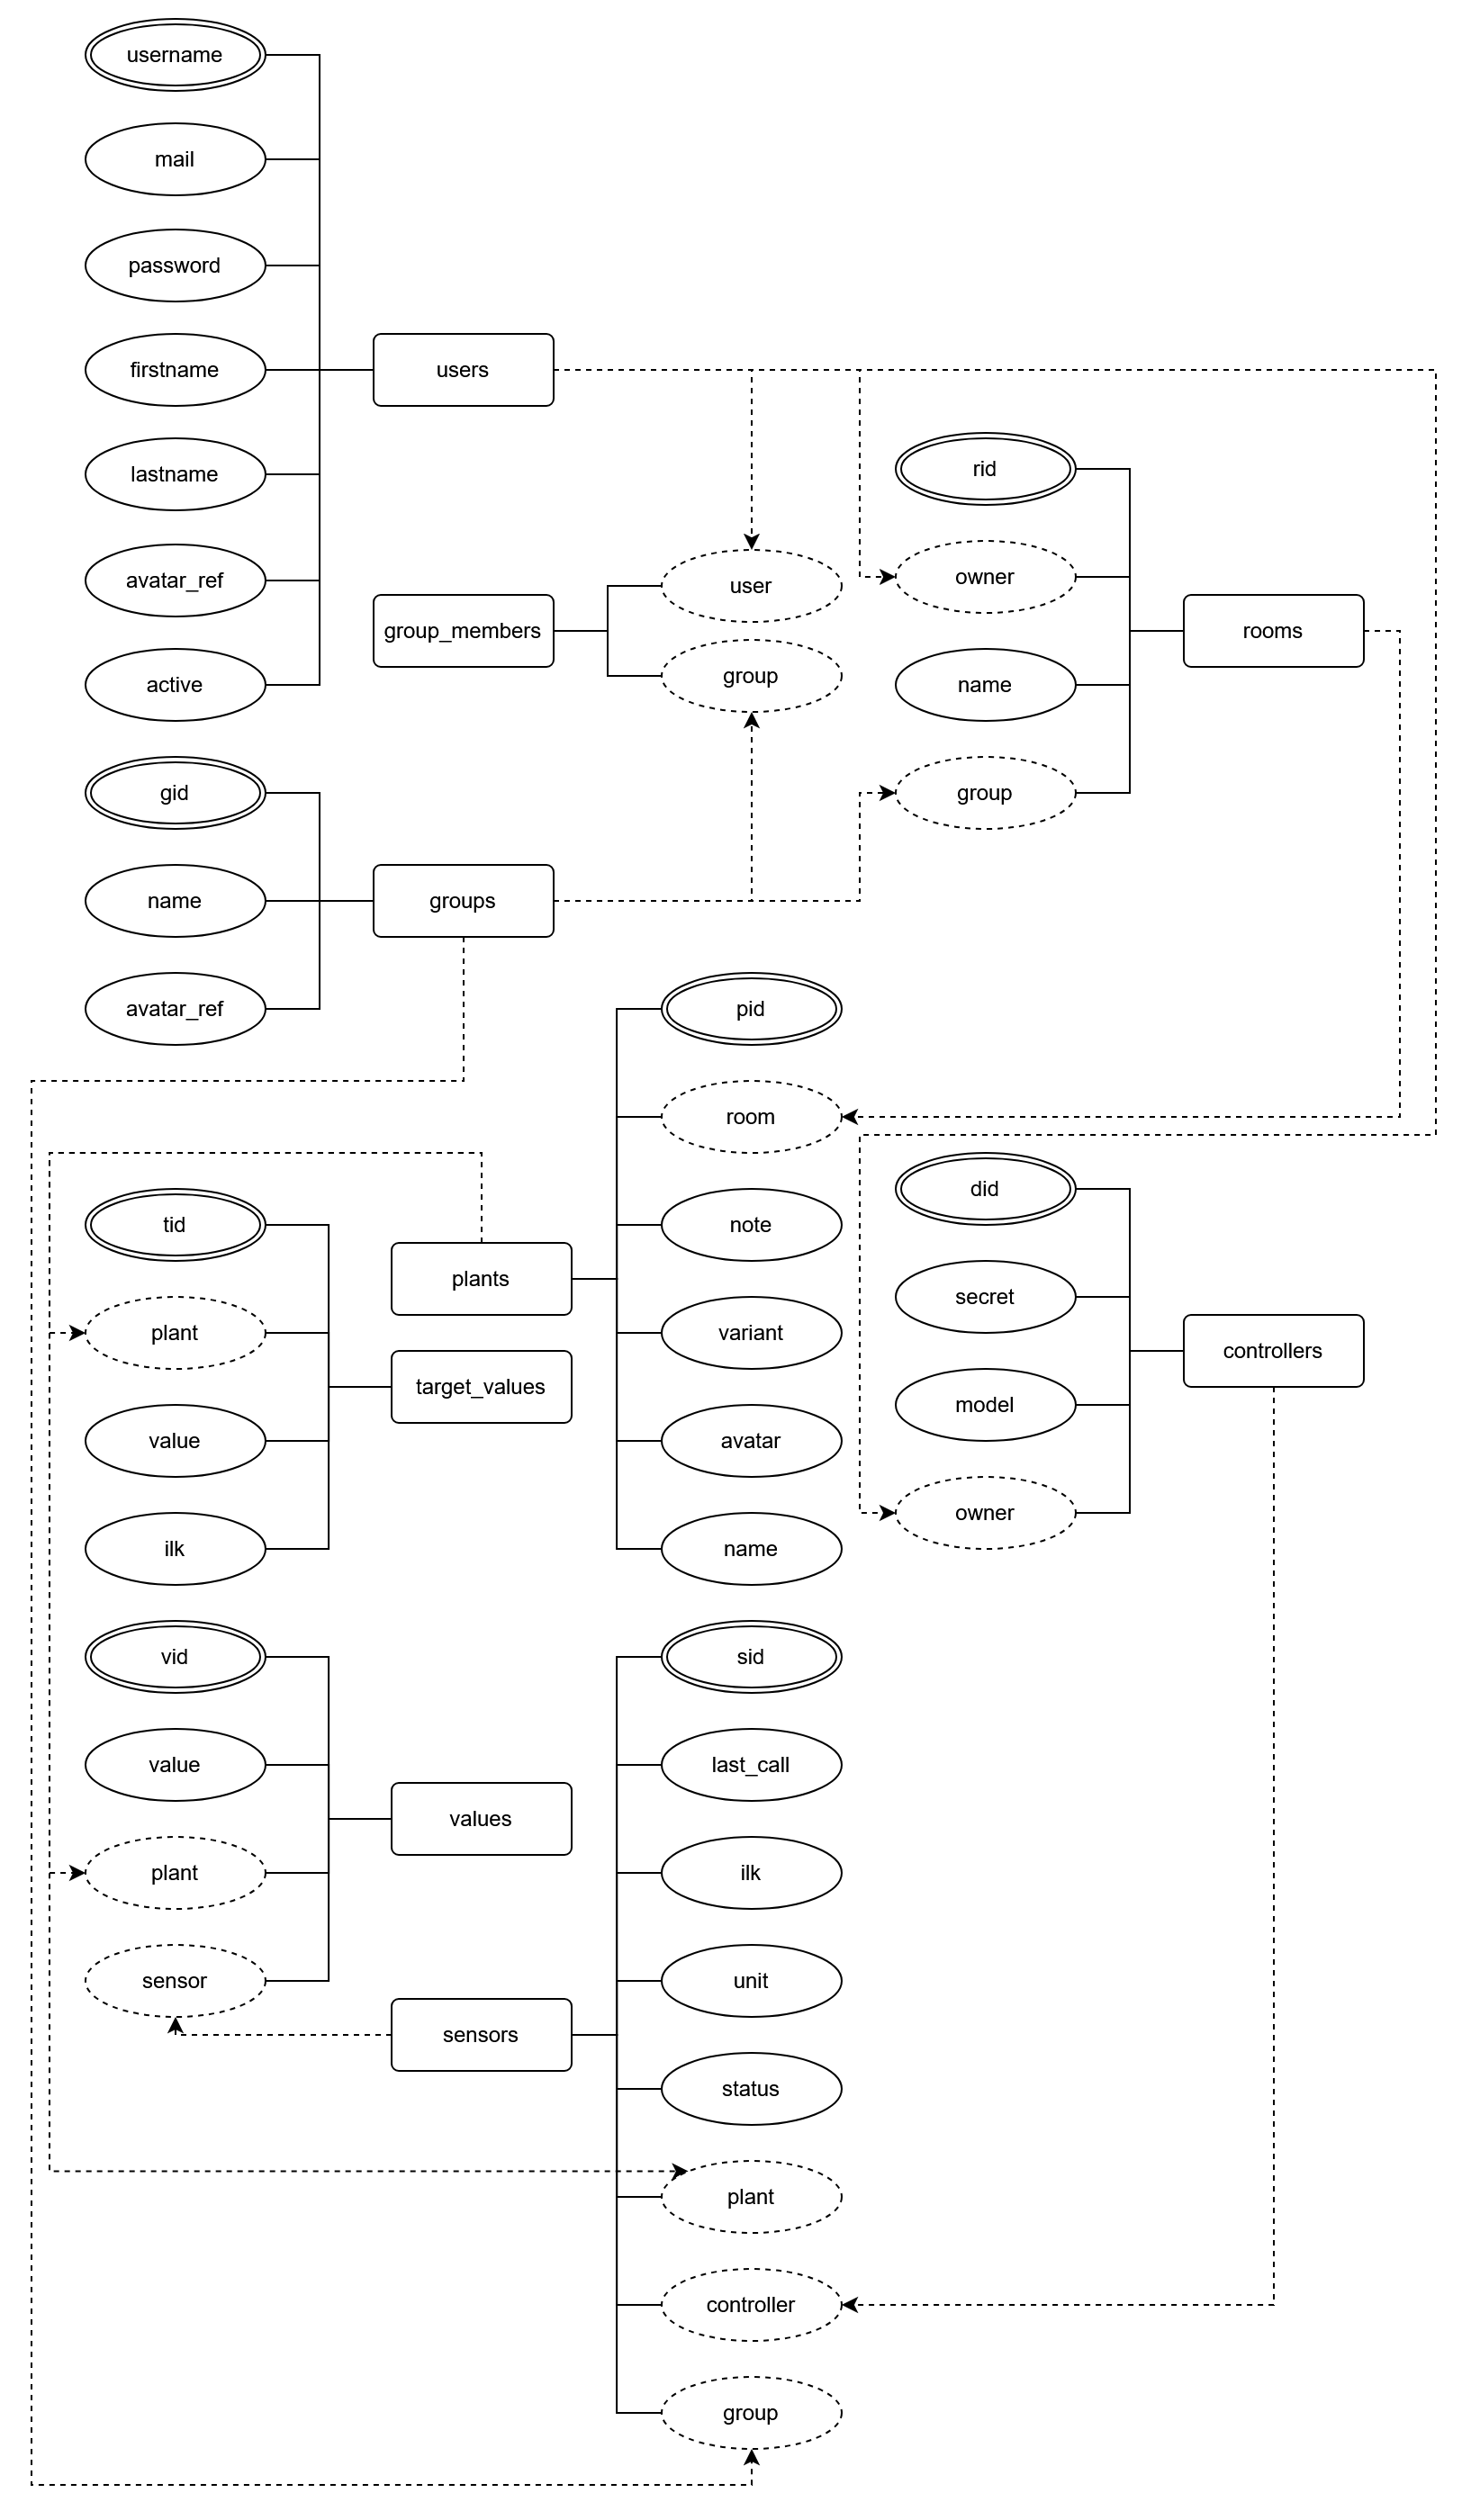 username
mail
password
firstname
users
lastname
avatar_ref
active
group_members
user
group
rid
owner
name
group
rooms
gid
name
avatar_ref
groups
pid
room
note
variant
avatar
name
plants
tid
plant
value
ilk
target_values
did
secret
model
owner
controllers
vid
value
plant
sensor
values
sensors
sid
last_call
ilk
unit
status
plant
controller
group